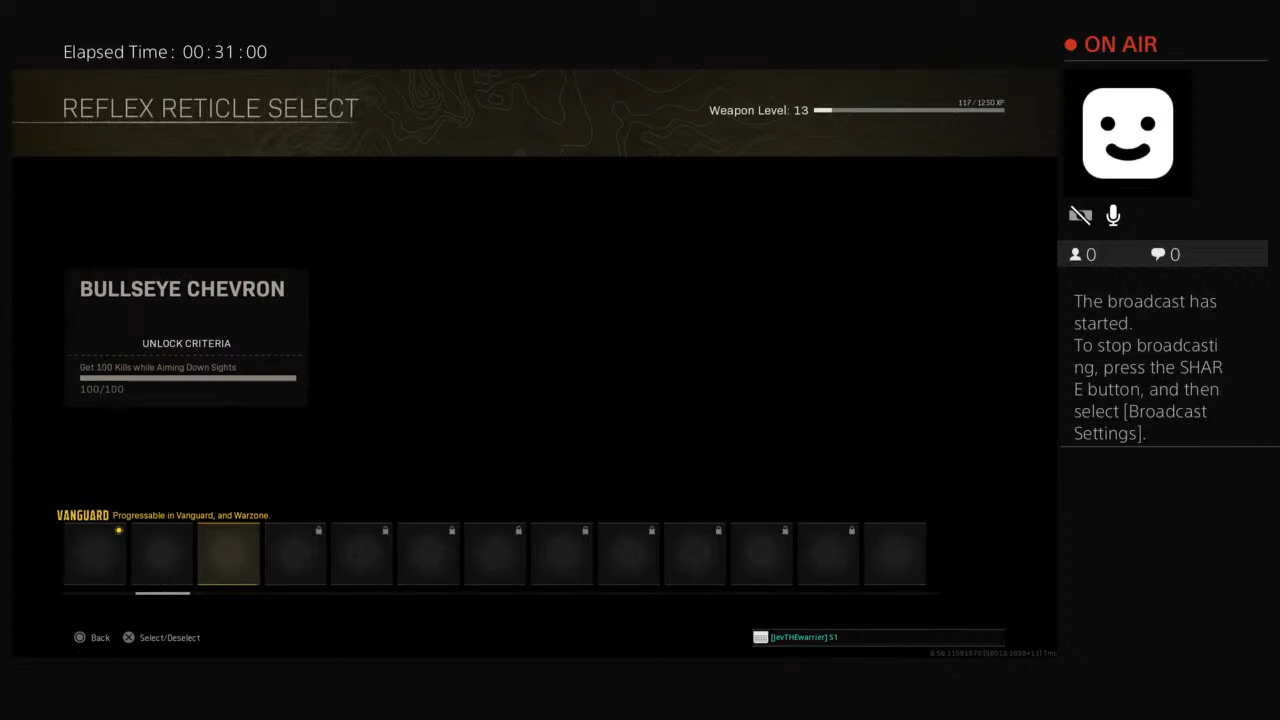 Elapsed Time: 00:31:00
ON AIR
REFLEX RETICLE SELECT
Weapon Level: 13
117 / 1250 XP
0
0
BULLSEYE CHEVRON
UNLOCK CRITERIA
Get 100 Kills while Aiming Down Sights
100/100
The broadcast has
started.
To stop broadcasti
ng, press the SHAR
E button, and then
select [Broadcast
Settings].
VANGUARD Progressable in Vanguard, and Warzone.
Back
Select/Deselect
[JevTHEwarrier] S1